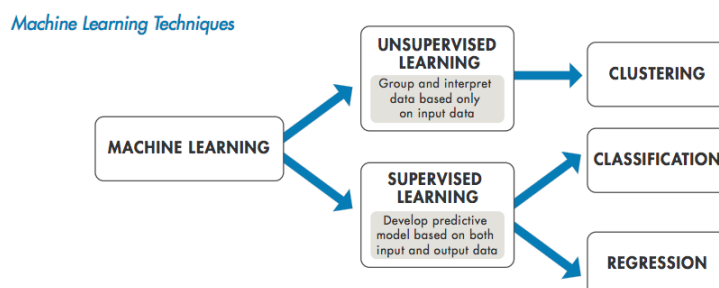 Machine Learning Techniques
MACHINE LEARNING
UNSUPERVISED
LEARNING
Group and interpret
data based only
on input data
CLUSTERING
SUPERVISED
LEARNING
Develop predictive
model based on both
input and output data
CLASSIFICATION
REGRESSION